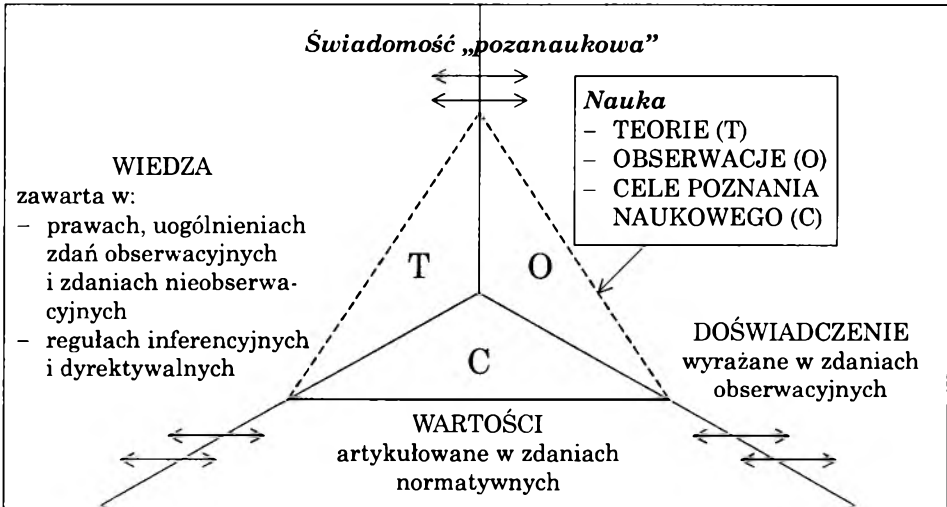 Świadomość „pozanaukowa”
Nauka
– TEORIE (T)
– OBSERWACJE (O)
– CELE POZNANIA
NAUKOWEGO (C)
WIEDZA
zawarta w:
– prawach, uogólnieniach
zdań obserwacyjnych
i zdaniach nieobserwa-
cyjnych
– regułach inferencyjnych
i dyrektywalnych
T
O
C
DOŚWIADCZENIE
wyrażane w zdaniach
obserwacyjnych
WARTOŚCI
artykułowane w zdaniach
normatywnych